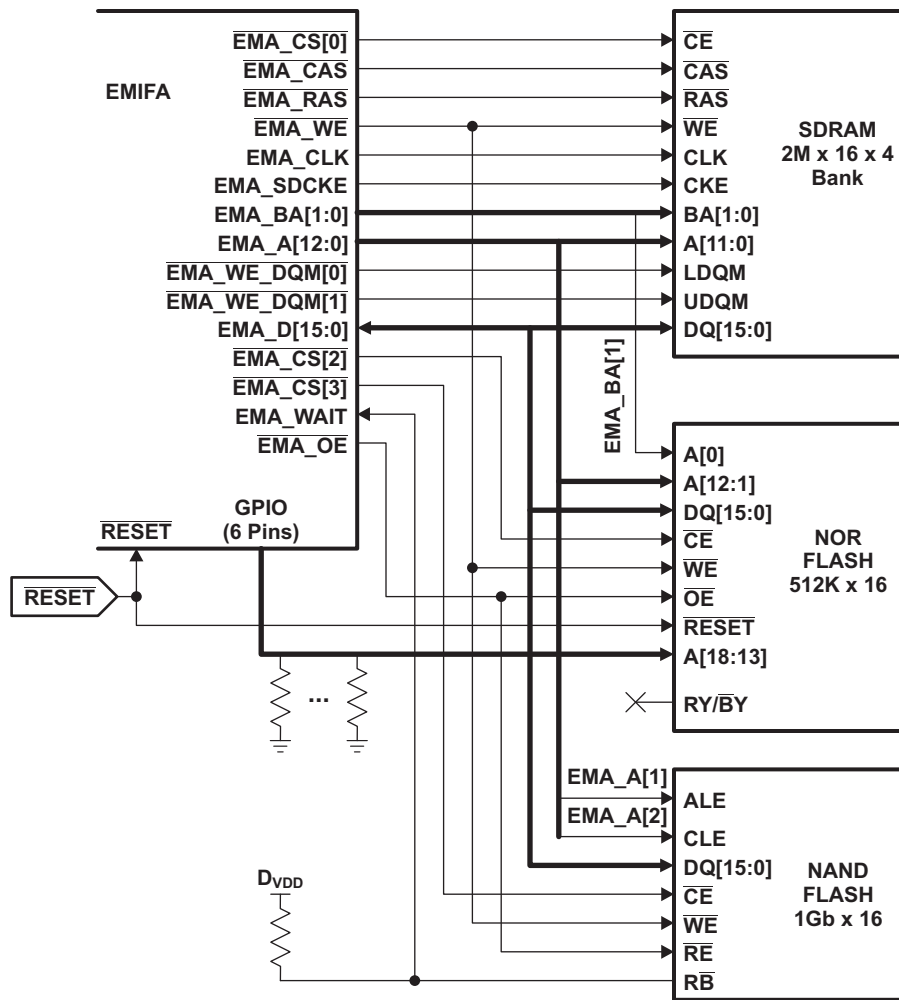 EMIFA
EMA_CS[0]
EMA_CAS
EMA_RAS
EMA_WE
EMA_CLK
EMA_SDCKE
EMA_BA[1:0]
EMA_A[12:0]
EMA_WE_DQM[0]
EMA_WE_DQM[1]
EMA_D[15:0]
EMA_CS[2]
EMA_CS[3]
EMA_WAIT
EMA_OE
GPIO
(6 Pins)
RESET
RESET
CE
CAS
RAS
WE
CLK
CKE
BA[1:0]
A[11:0]
LDQM
UDQM
DQ[15:0]
SDRAM
2M x 16 x 4
Bank
EMA_BA[1]
A[0]
A[12:1]
DQ[15:0]
CE
WE
OE
RESET
A[18:13]
RY/BY
NOR
FLASH
512K x 16
...
EMA_A[1]
EMA_A[2]
ALE
CLE
DQ[15:0]
CE
WE
RE
RB
NAND
FLASH
1Gb x 16
DVDD